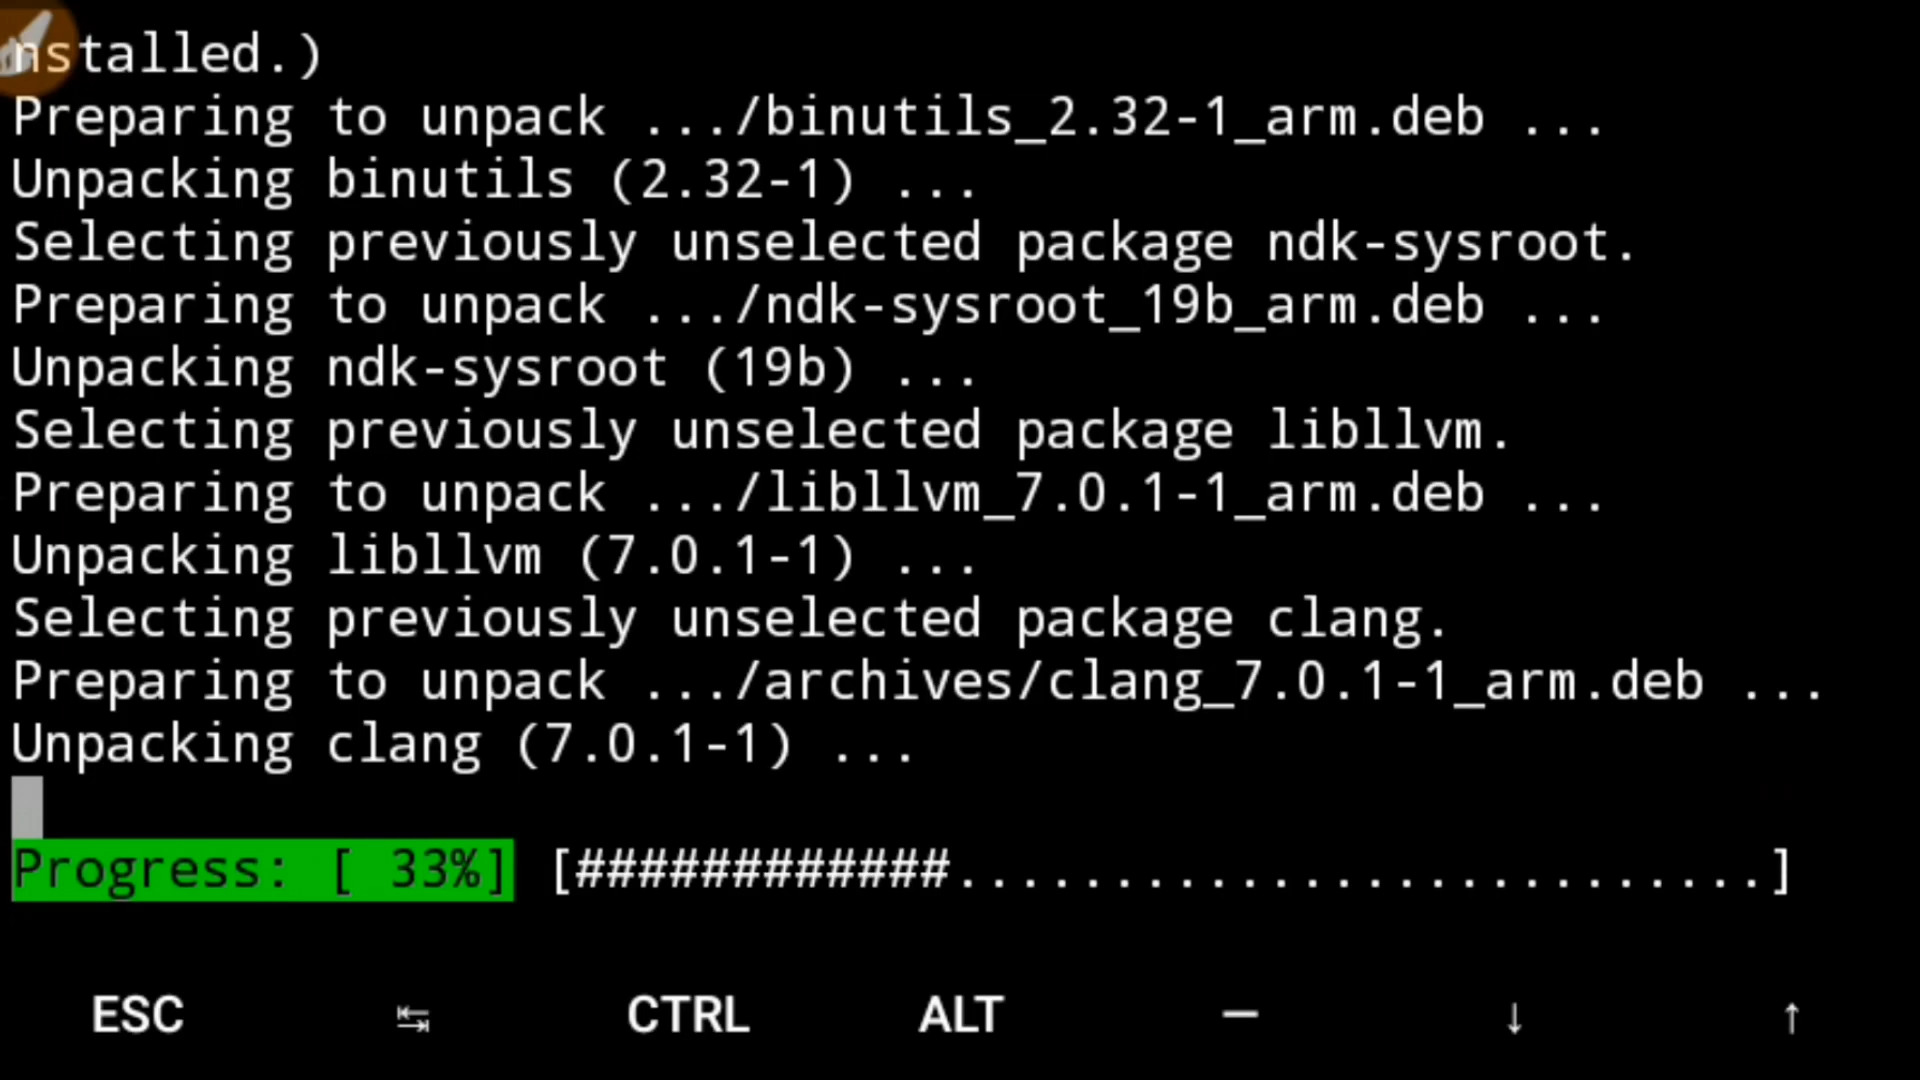 nstalled.)
Preparing to unpack .../binutils_2.32-1_arm.deb ...
Unpacking binutils (2.32-1) ...
Selecting previously unselected package ndk-sysroot.
Preparing to unpack .../ndk-sysroot_19b_arm.deb ...
Unpacking ndk-sysroot (19b) ...
Selecting previously unselected package libllvm.
Preparing to unpack .../libllvm_7.0.1-1_arm.deb ...
Unpacking libllvm (7.0.1-1) ...
Selecting previously unselected package clang.
Preparing to unpack .../archives/clang_7.0.1-1_arm.deb ...
Unpacking clang (7.0.1-1) ...
Progress: [ 33%] [############..........................]
ESC ↹ CTRL ALT — ↓ ↑